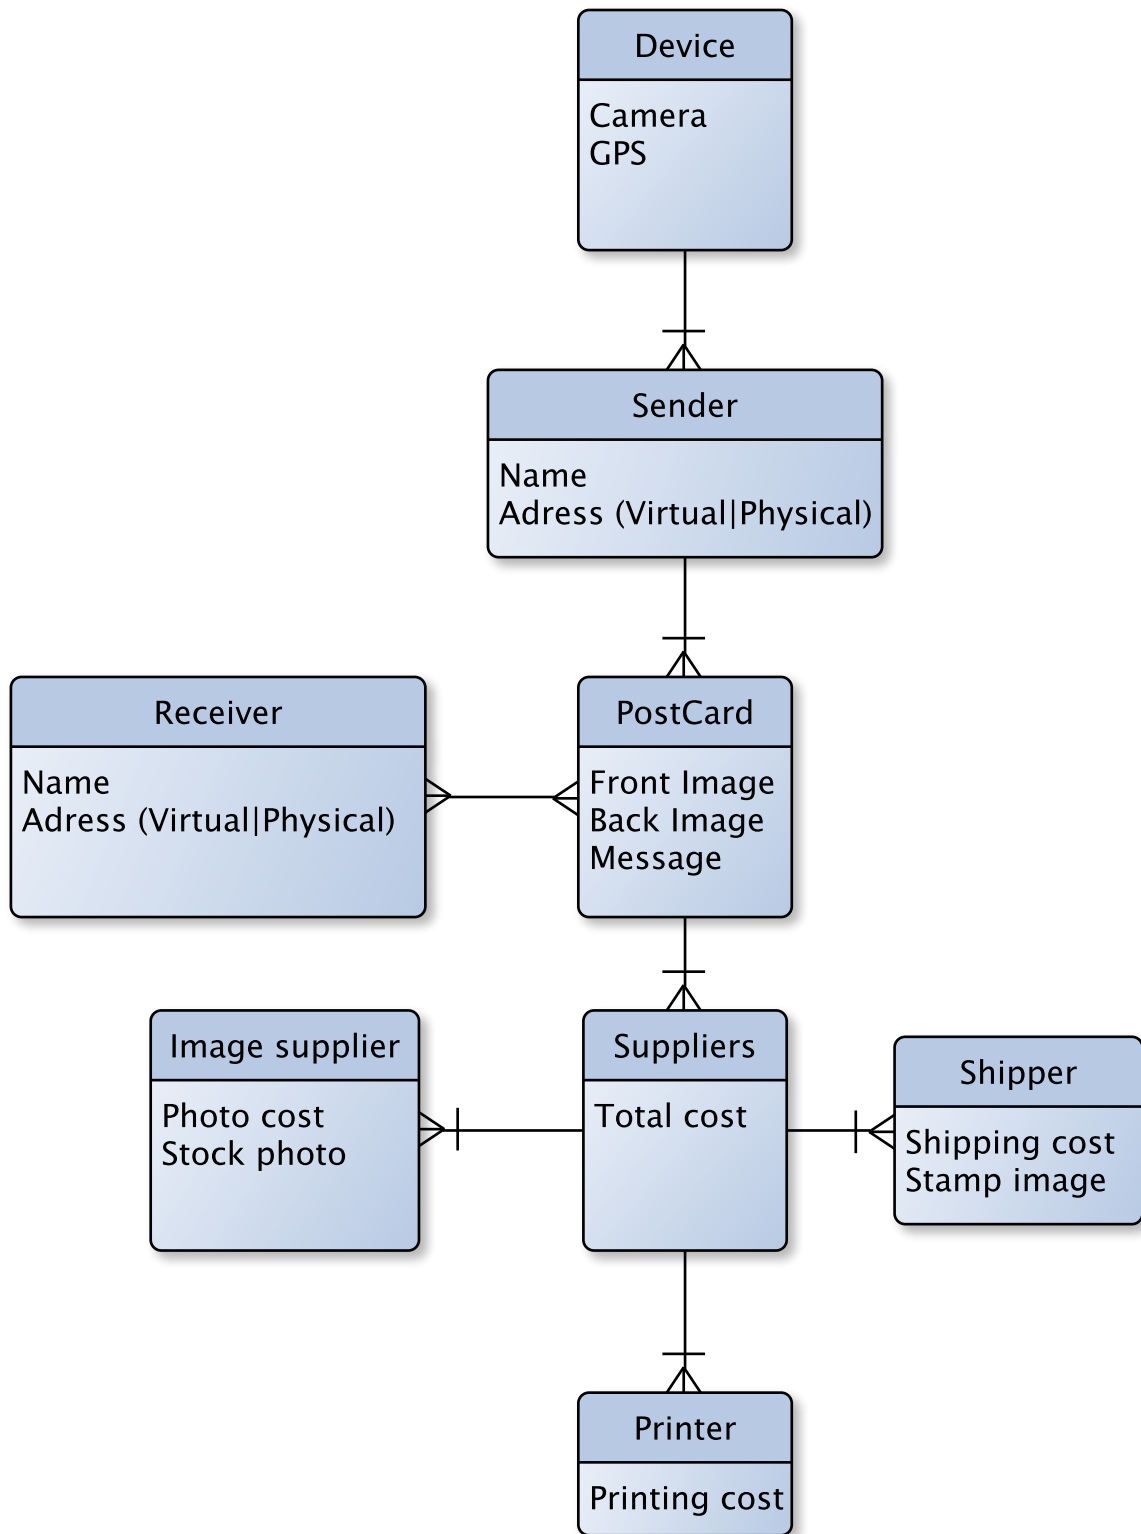 Device
Camera
GPS
Sender
Name
Adress (Virtual|Physical)
Receiver
Name
Adress (Virtual|Physical)
PostCard
Front Image
Back Image
Message
Image supplier
Photo cost
Stock photo
Suppliers
Total cost
Shipper
Shipping cost
Stamp image
Printer
Printing cost